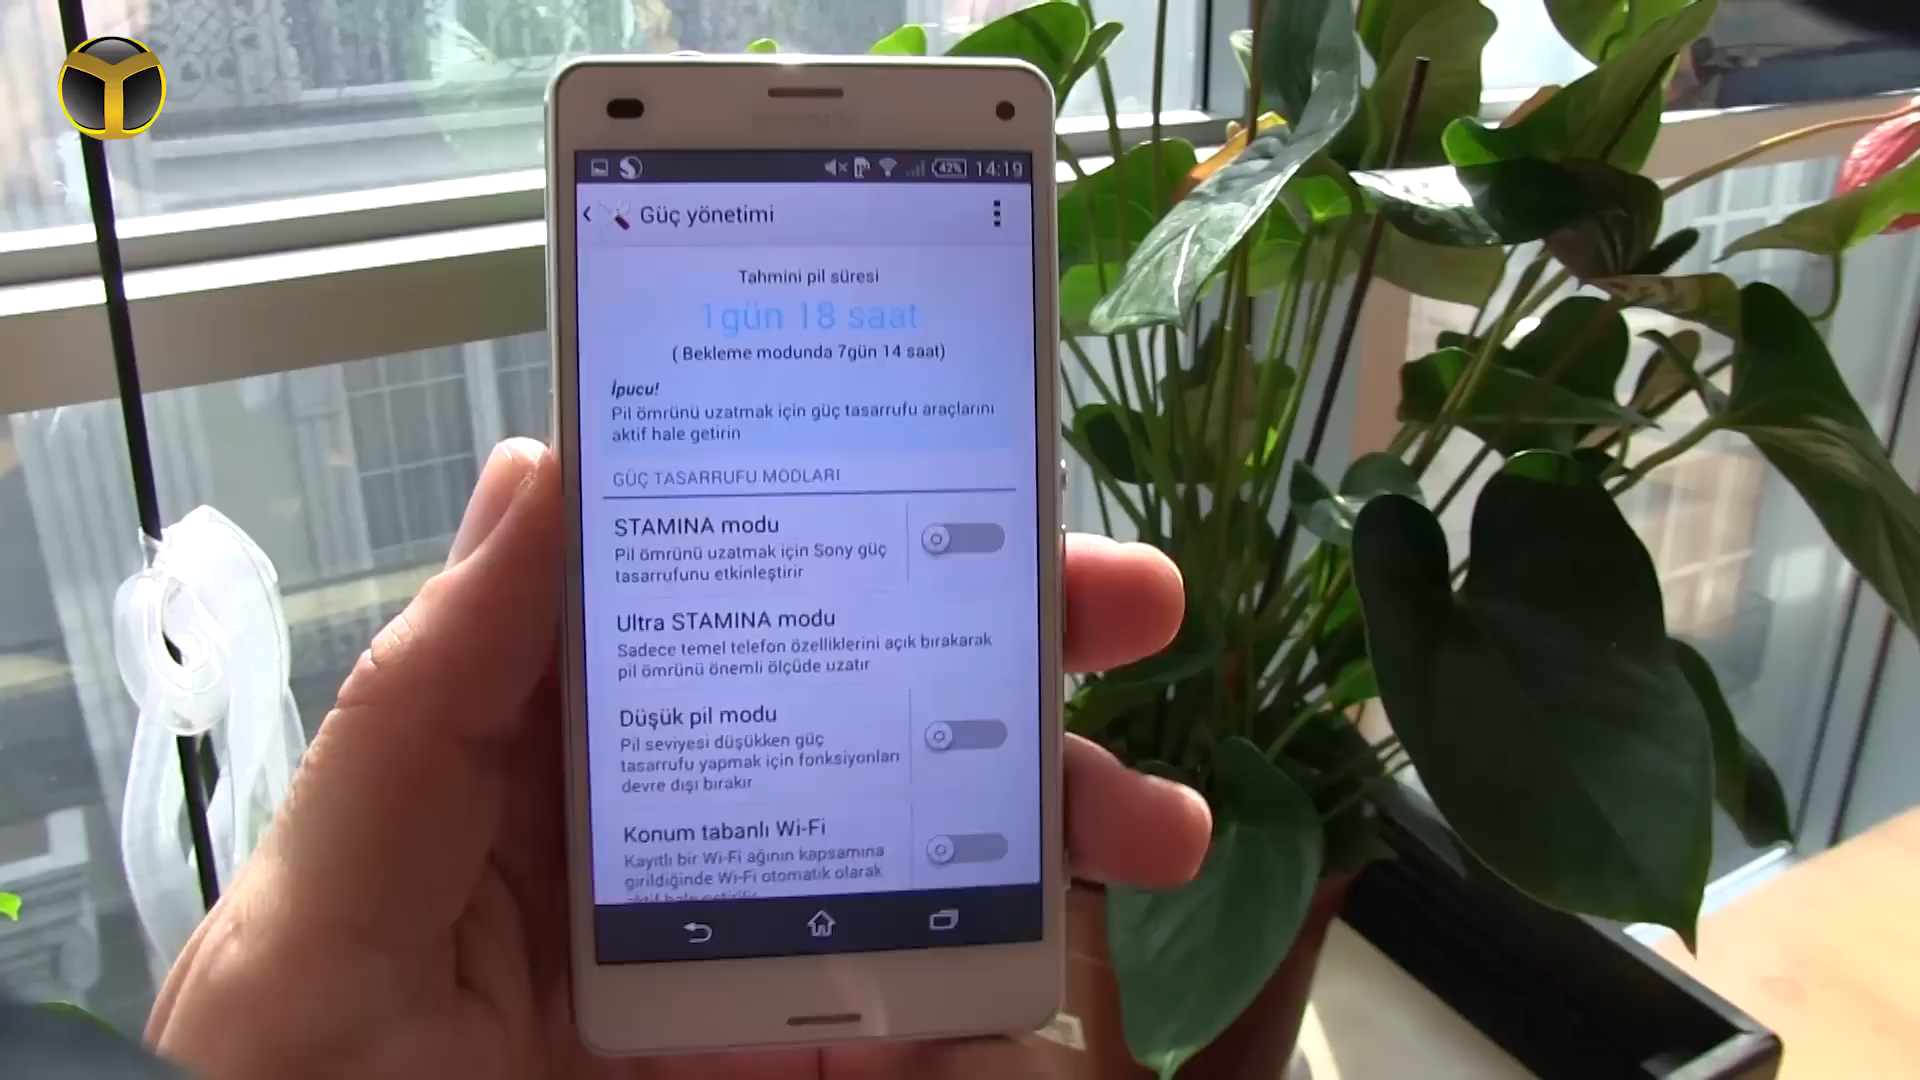 42%
14:19
Güç yönetimi
Tahmini pil süresi
1gün 18 saat
( Bekleme modunda 7gün 14 saat)
İpucu!
Pil ömrünü uzatmak için güç tasarrufu araçlarını
aktif hale getirin
GÜÇ TASARRUFU MODLARI
STAMINA modu
Pil ömrünü uzatmak için Sony güç
tasarrufunu etkinleştirir
Ultra STAMINA modu
Sadece temel telefon özelliklerini açık bırakarak
pil ömrünü önemli ölçüde uzatır
Düşük pil modu
Pil seviyesi düşükken güç
tasarrufu yapmak için fonksiyonları
devre dışı bırakır
Konum tabanlı Wi-Fi
Kayıtlı bir Wi-Fi ağının kapsamına
girildiğinde Wi-Fi otomatik olarak